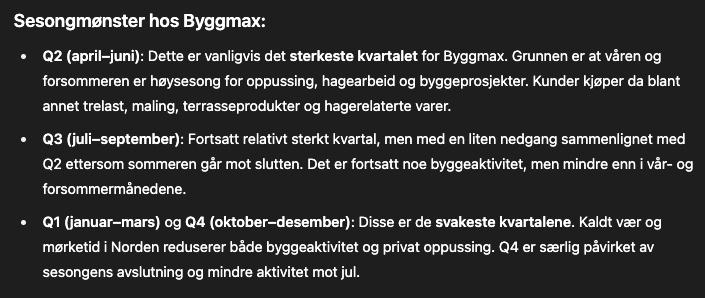 Sesongmønster hos Byggmax:
• Q2 (april–juni): Dette er vanligvis det sterkeste kvartalet for Byggmax. Grunnen er at våren og
forsommeren er høysesong for oppussing, hagearbeid og byggeprosjekter. Kunder kjøper da blant
annet trelast, maling, terrasseprodukter og hagerelaterte varer.
• Q3 (juli–september): Fortsatt relativt sterkt kvartal, men med en liten nedgang sammenlignet med
Q2 ettersom sommeren går mot slutten. Det er fortsatt noe byggeaktivitet, men mindre enn i vår- og
forsommermånedene.
• Q1 (januar–mars) og Q4 (oktober–desember): Disse er de svakeste kvartalene. Kaldt vær og
mørketid i Norden reduserer både byggeaktivitet og privat oppussing. Q4 er særlig påvirket av
sesongens avslutning og mindre aktivitet mot jul.